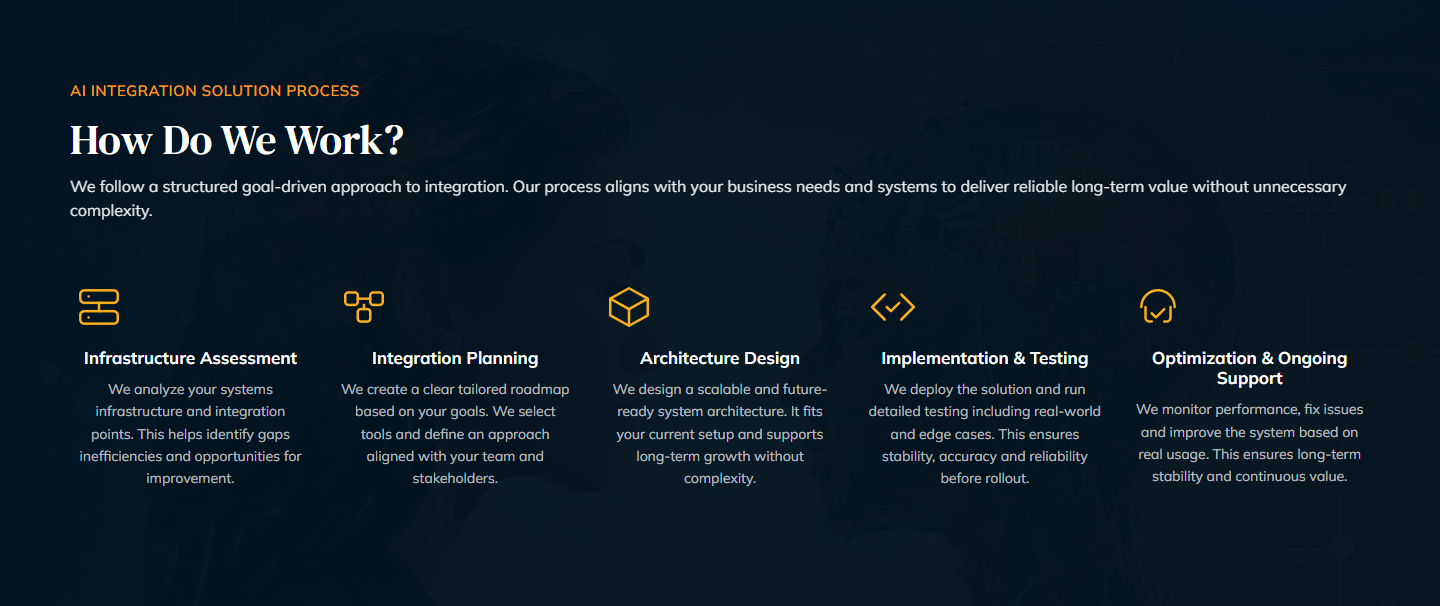 AI INTEGRATION SOLUTION PROCESS
How Do We Work?
We follow a structured goal-driven approach to integration. Our process aligns with your business needs and systems to deliver reliable long-term value without unnecessary
complexity.
Infrastructure Assessment
We analyze your systems
infrastructure and integration
points. This helps identify gaps
inefficiencies and opportunities for
improvement.
Integration Planning
We create a clear tailored roadmap
based on your goals. We select
tools and define an approach
aligned with your team and
stakeholders.
Architecture Design
We design a scalable and future-
ready system architecture. It fits
your current setup and supports
long-term growth without
complexity.
Implementation & Testing
We deploy the solution and run
detailed testing including real-world
and edge cases. This ensures
stability, accuracy and reliability
before rollout.
Optimization & Ongoing
Support
We monitor performance, fix issues
and improve the system based on
real usage. This ensures long-term
stability and continuous value.